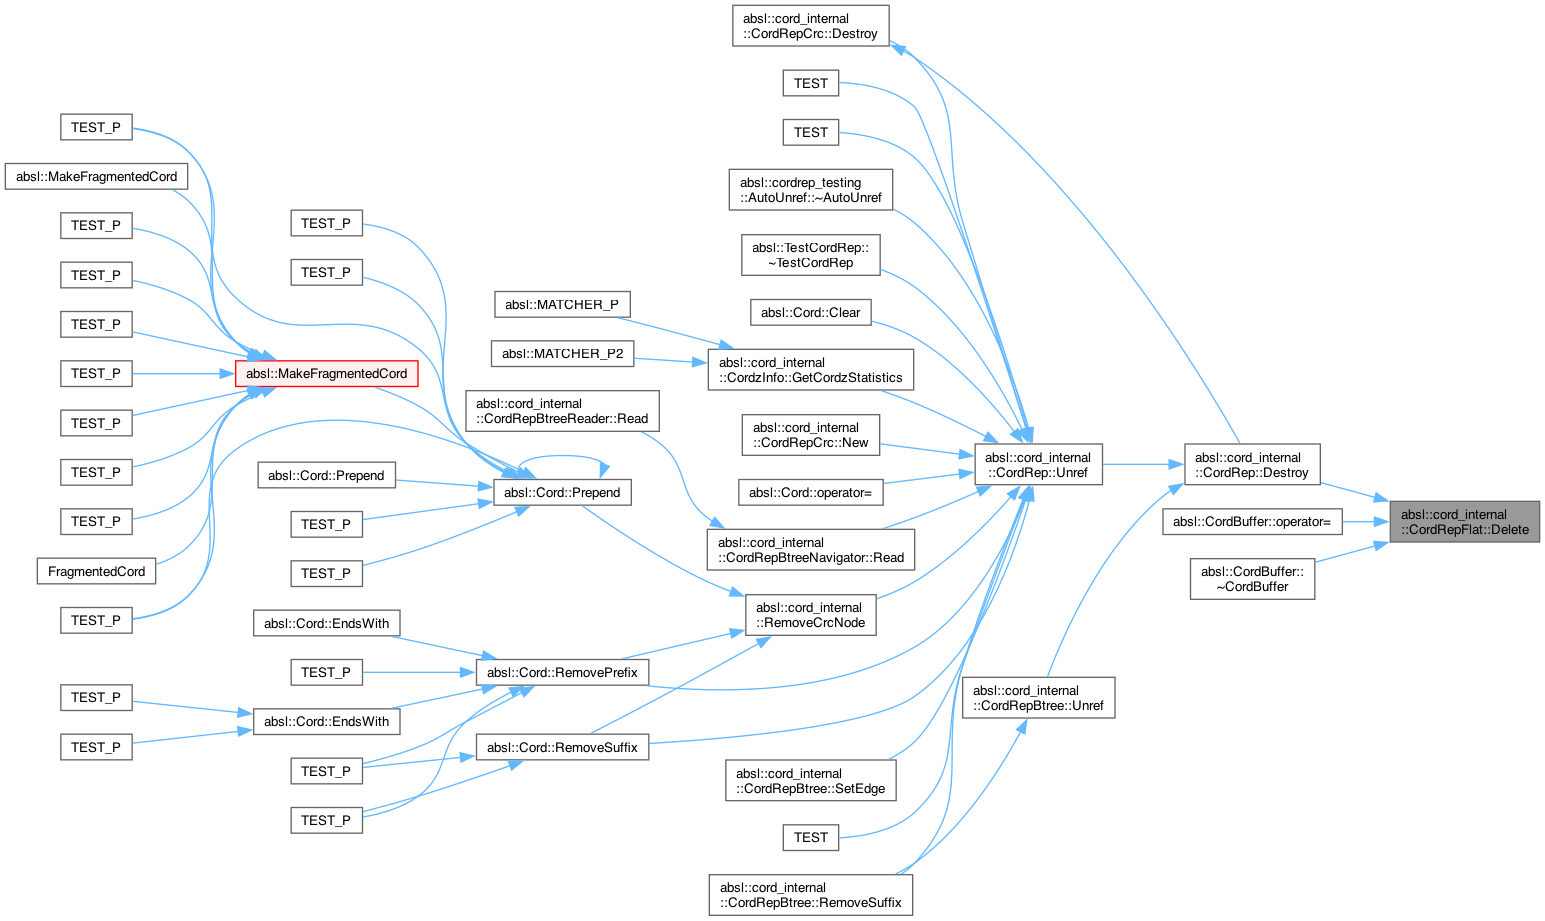 absl::cord_internal
::CordRepCrc::Destroy
TEST
TEST
absl::cordrep_testing
::AutoUnref::~AutoUnref
absl::TestCordRep::
~TestCordRep
absl::Cord::Clear
absl::cord_internal
::CordzInfo::GetCordzStatistics
absl::cord_internal
::CordRepCrc::New
absl::Cord::operator=
absl::cord_internal
::CordRepBtreeNavigator::Read
absl::cord_internal
::RemoveCrcNode
absl::cord_internal
::CordRepBtree::SetEdge
TEST
absl::cord_internal
::CordRepBtree::RemoveSuffix
TEST_P
absl::MakeFragmentedCord
TEST_P
TEST_P
TEST_P
TEST_P
TEST_P
TEST_P
TEST_P
FragmentedCord
TEST_P
TEST_P
TEST_P
TEST_P
TEST_P
absl::MakeFragmentedCord
absl::Cord::Prepend
TEST_P
TEST_P
absl::Cord::EndsWith
TEST_P
absl::Cord::EndsWith
TEST_P
TEST_P
absl::MATCHER_P
absl::MATCHER_P2
absl::cord_internal
::CordRepBtreeReader::Read
absl::Cord::Prepend
absl::Cord::RemovePrefix
absl::Cord::RemoveSuffix
absl::cord_internal
::CordRep::Unref
absl::cord_internal
::CordRepBtree::Unref
absl::cord_internal
::CordRep::Destroy
absl::CordBuffer::operator=
absl::CordBuffer::
~CordBuffer
absl::cord_internal
::CordRepFlat::Delete